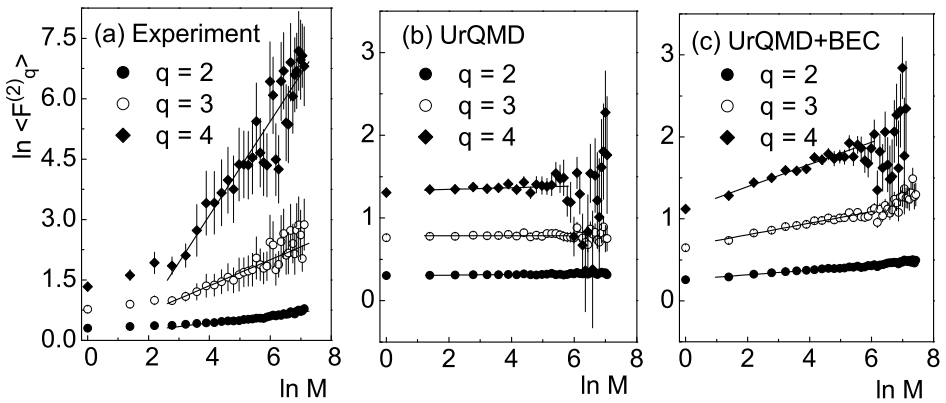 (a) Experiment
q = 2
q = 3
q = 4
ln <F(2)q>
7.5
6.0
4.5
3.0
1.5
0.0
0 2 4 6 8
ln M
(b) UrQMD
q = 2
q = 3
q = 4
3
2
1
0
0 2 4 6 8
ln M
(c) UrQMD+BEC
q = 2
q = 3
q = 4
3
2
1
0
0 2 4 6 8
ln M